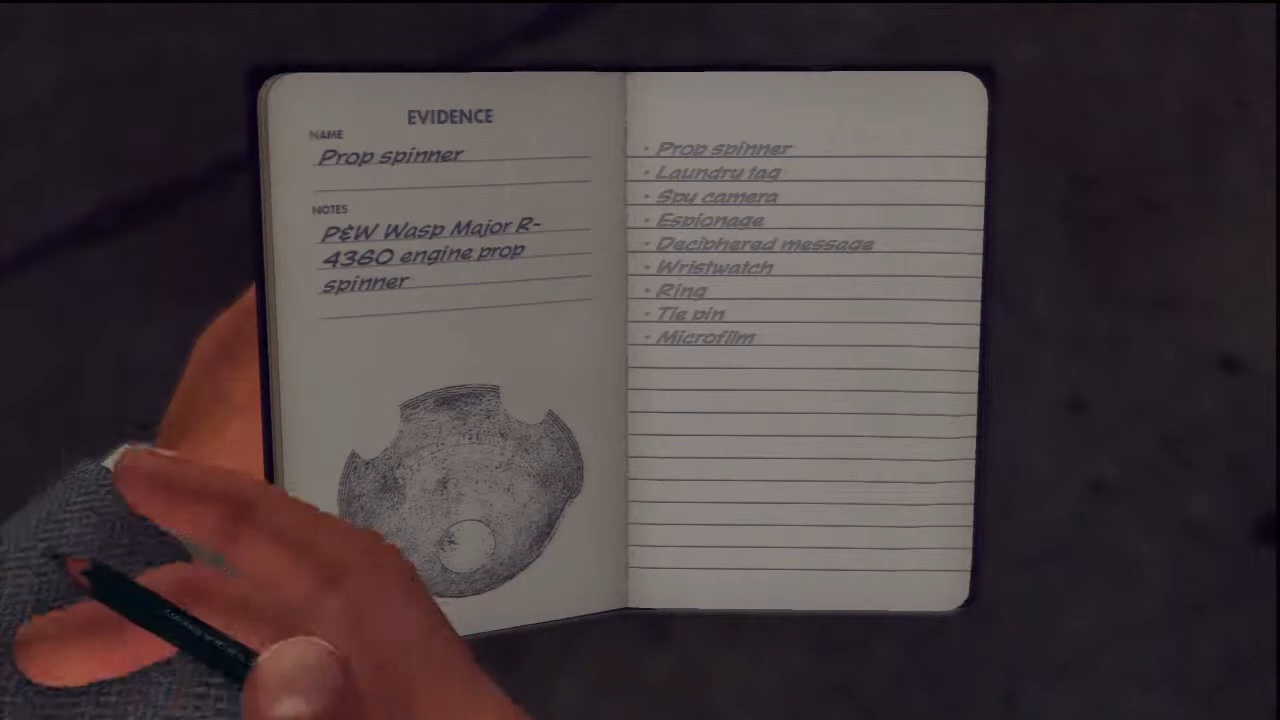 EVIDENCE
NAME
Prop spinner
NOTES
P&W Wasp Major R-
4360 engine prop
spinner
• Prop spinner
• Laundry tag
• Spy camera
• Espionage
• Deciphered message
• Wristwatch
• Ring
• Tie pin
• Microfilm